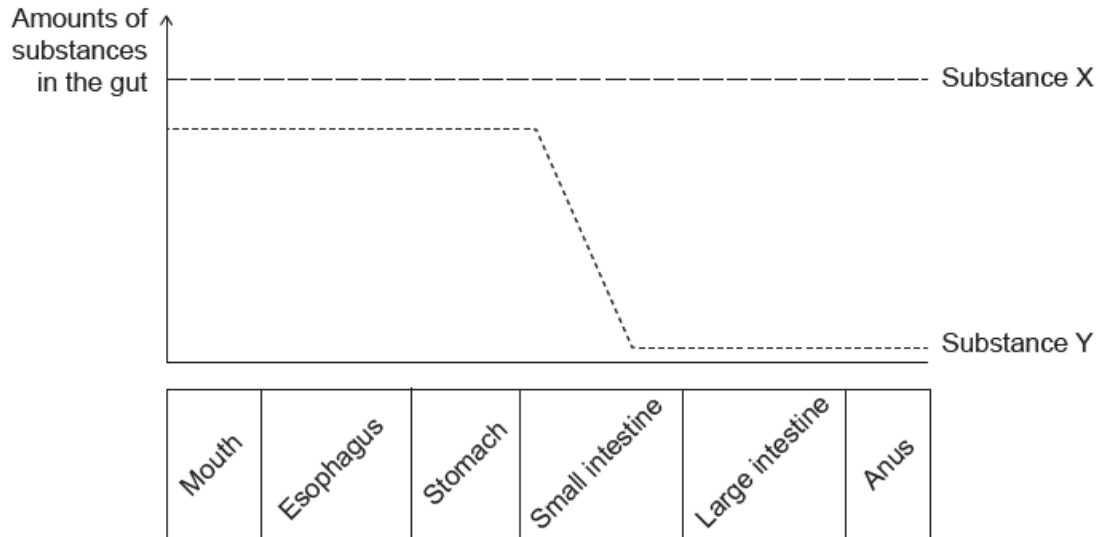 Amounts of
substances
in the gut
Substance X
Substance Y
Mouth
Esophagus
Stomach
Small intestine
Large intestine
Anus